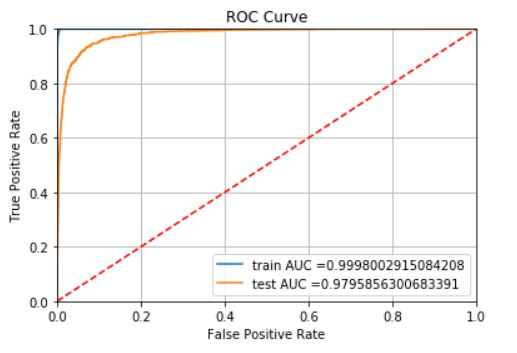 ROC Curve
1.0
0.8
0.6
0.4
0.2
0.0
True Positive Rate
train AUC =0.9998002915084208
test AUC =0.9795856300683391
0.0 0.2 0.4 0.6 0.8 1.0
False Positive Rate